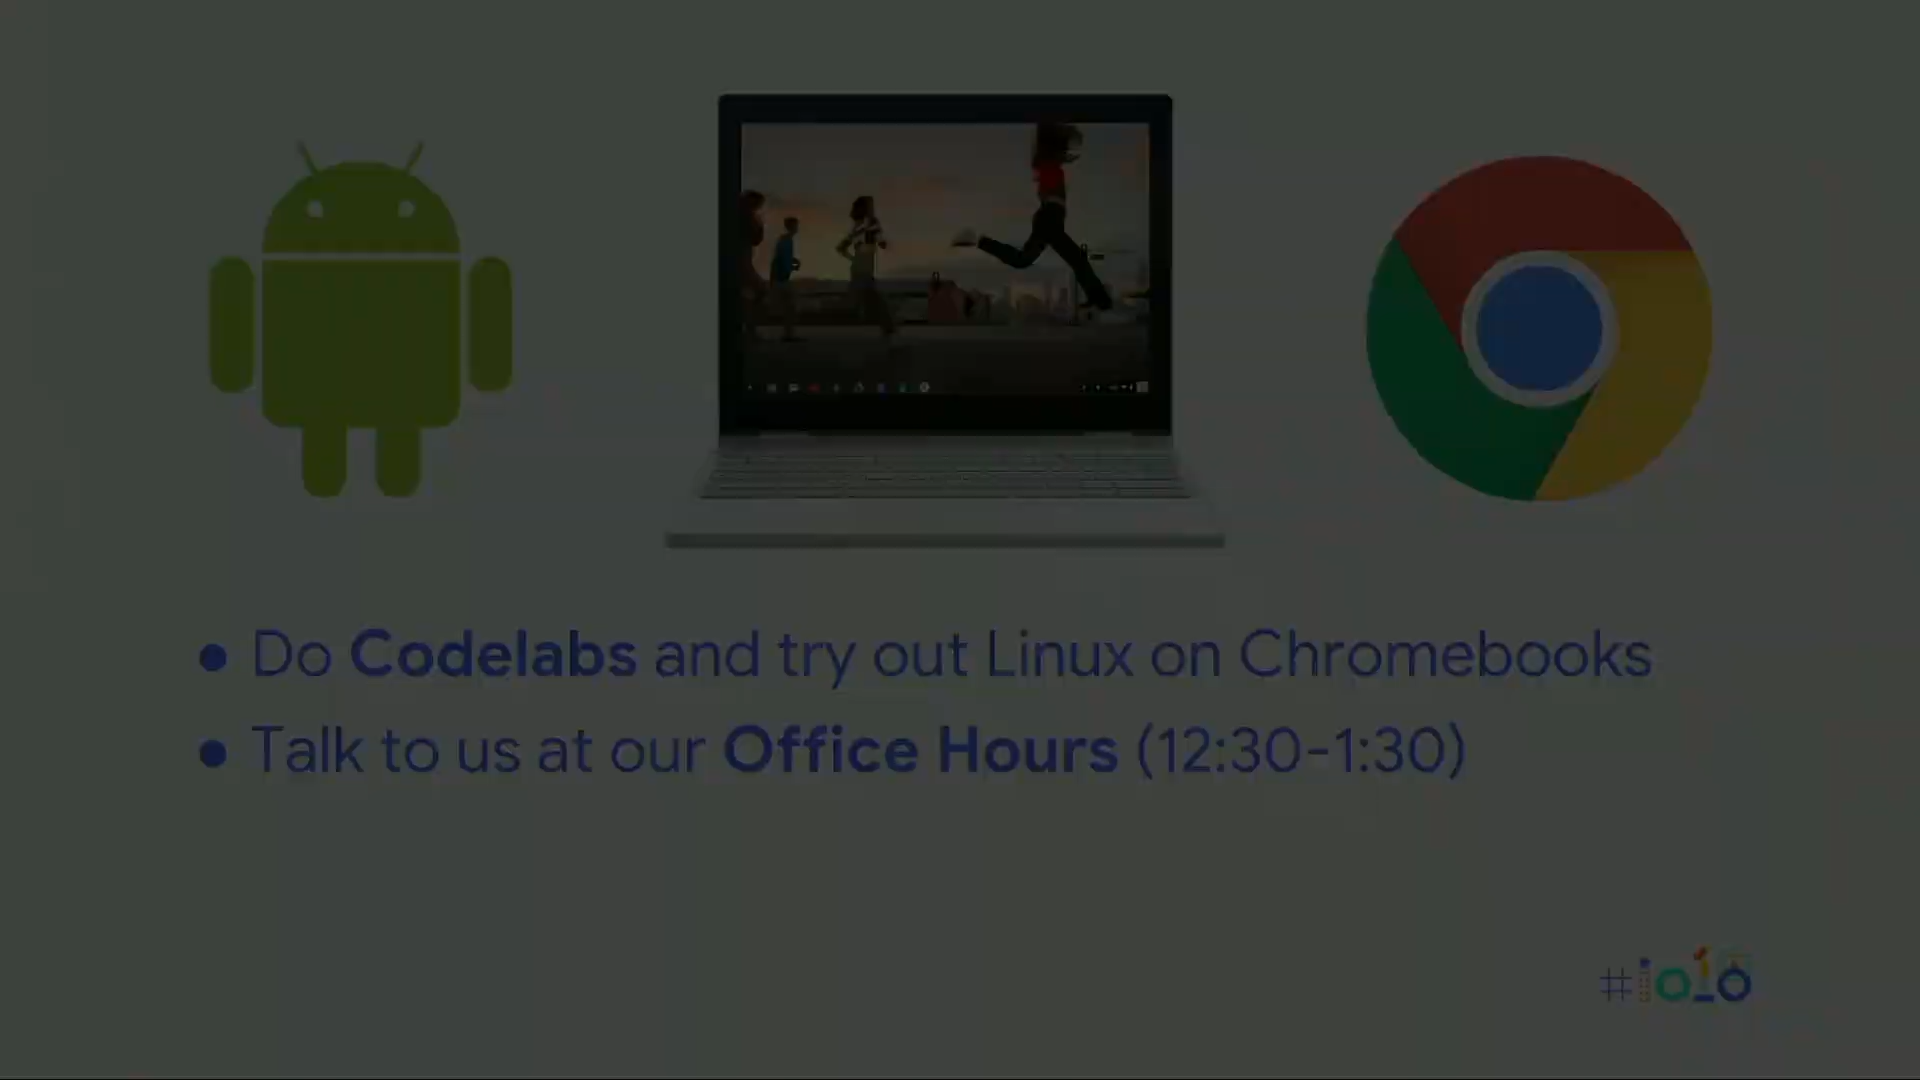 ● Do Codelabs and try out Linux on Chromebooks
● Talk to us at our Office Hours (12:30-1:30)
#io18